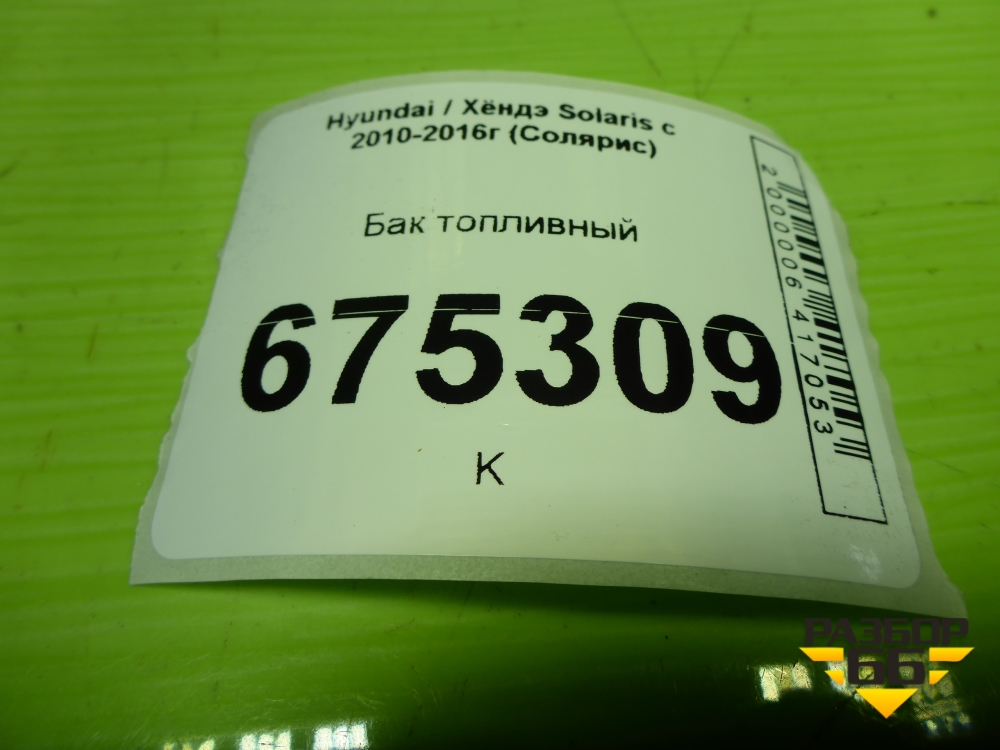 Hyundai / Хёндэ Solaris с
2010-2016г (Солярис)
Бак топливный
675309
К
2000006417053
РАЗБОР
66